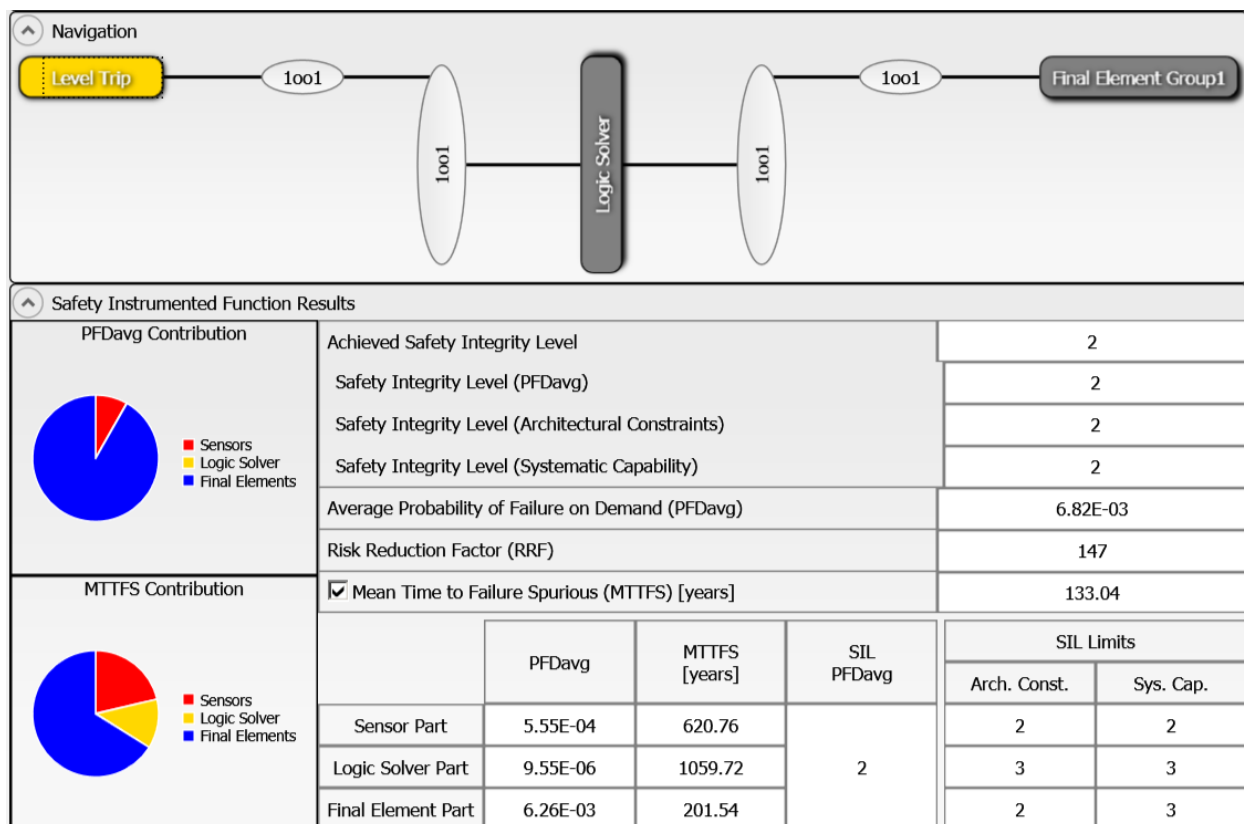 Navigation
Level Trip
1oo1
1oo1
Logic Solver
1oo1
1oo1
Final Element Group1
Safety Instrumented Function Results
PFDavg Contribution
Sensors
Logic Solver
Final Elements
MTTFS Contribution
Sensors
Logic Solver
Final Elements
Achieved Safety Integrity Level 2
Safety Integrity Level (PFDavg) 2
Safety Integrity Level (Architectural Constraints) 2
Safety Integrity Level (Systematic Capability) 2
Average Probability of Failure on Demand (PFDavg) 6.82E-03
Risk Reduction Factor (RRF) 147
Mean Time to Failure Spurious (MTTFS) [years] 133.04
PFDavg MTTFS [years] SIL PFDavg SIL Limits
Arch. Const. Sys. Cap.
Sensor Part 5.55E-04 620.76 2 2
Logic Solver Part 9.55E-06 1059.72 2 3 3
Final Element Part 6.26E-03 201.54 2 3